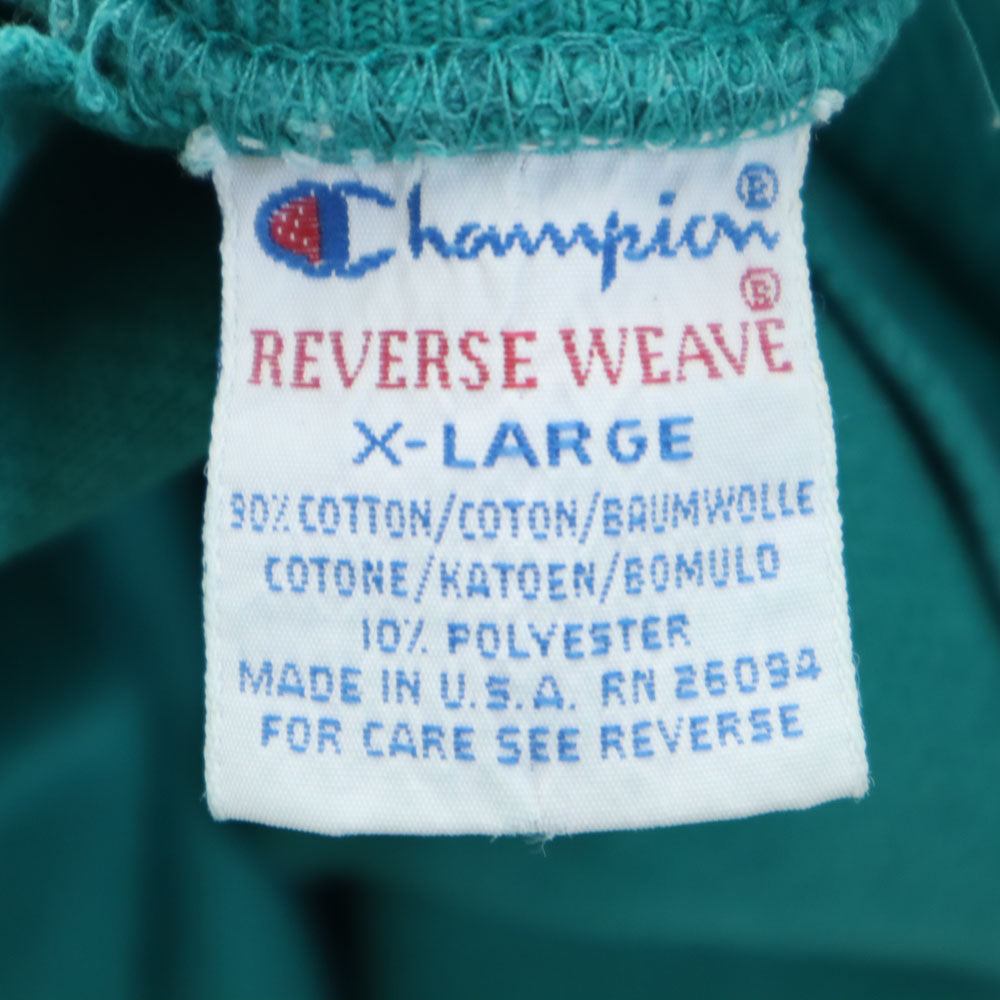 Champion®
REVERSE WEAVE®
X-LARGE
90% COTTON/COTON/BAUMWOLLE
COTONE/KATOEN/BOMULD
10% POLYESTER
MADE IN U.S.A. RN 26094
FOR CARE SEE REVERSE